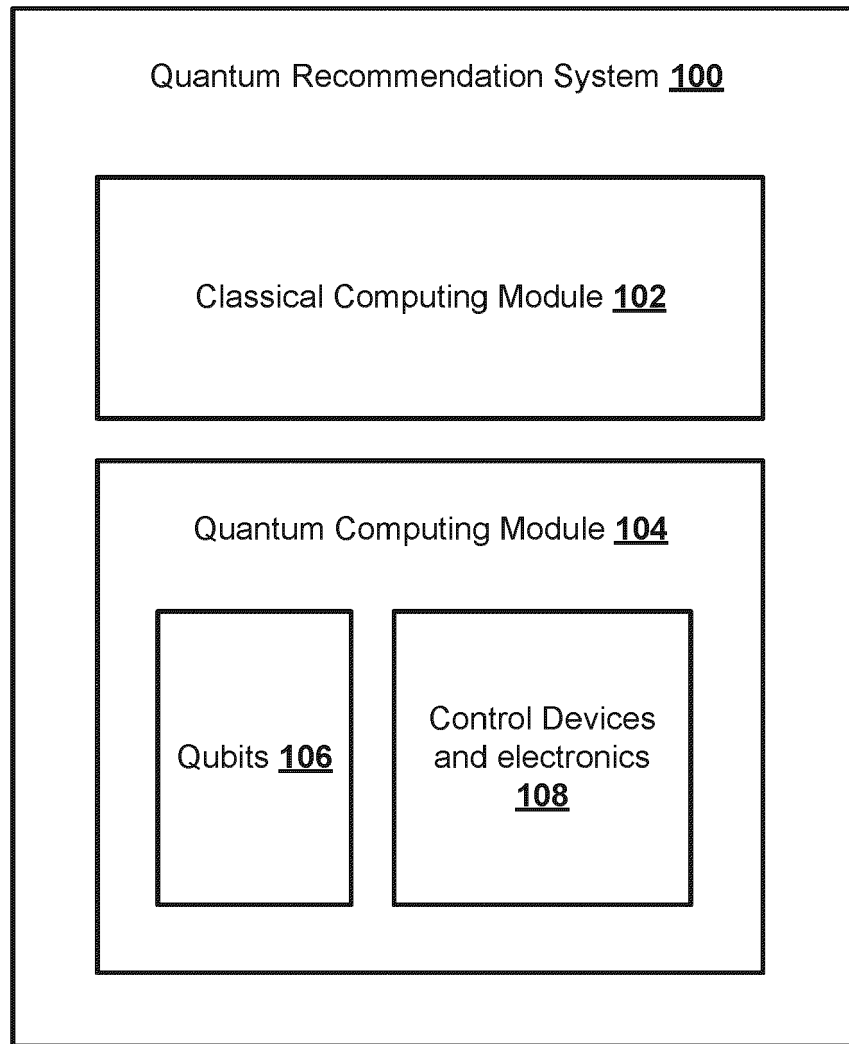 Quantum Recommendation System 100
Classical Computing Module 102
Quantum Computing Module 104
Qubits 106
Control Devices
and electronics
108